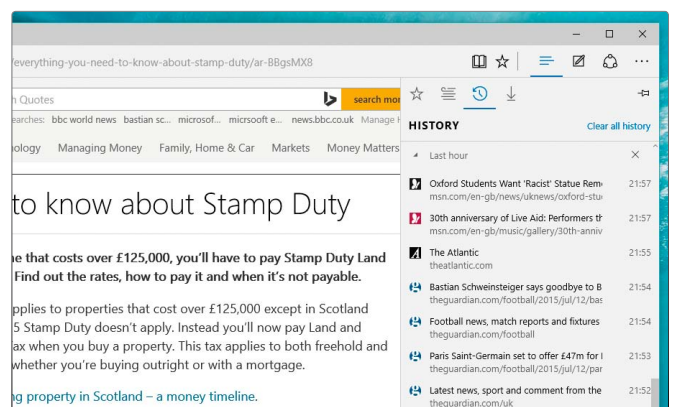 /everything-you-need-to-know-about-stamp-duty/ar-BBgsMX8
n Quotes
search mor
earches: bbc world news bastian sc... microsof... micrsooft e... news.bbc.co.uk Manage H
ology Managing Money Family, Home & Car Markets Money Matters
to know about Stamp Duty
me that costs over £125,000, you'll have to pay Stamp Duty Land
Find out the rates, how to pay it and when it's not payable.
pplies to properties that cost over £125,000 except in Scotland
5 Stamp Duty doesn't apply. Instead you'll now pay Land and
ax when you buy a property. This tax applies to both freehold and
whether you're buying outright or with a mortgage.
ng property in Scotland – a money timeline.
HISTORY Clear all history
Last hour
Oxford Students Want 'Racist' Statue Remo 21:57
msn.com/en-gb/news/uknews/oxford-stu
30th anniversary of Live Aid: Performers th 21:57
msn.com/en-gb/music/gallery/30th-anniv
The Atlantic 21:55
theatlantic.com
Bastian Schweinsteiger says goodbye to B 21:54
theguardian.com/football/2015/jul/12/bas
Football news, match reports and fixtures 21:54
theguardian.com/football
Paris Saint-Germain set to offer £47m for 21:53
theguardian.com/football/2015/jul/12/par
Latest news, sport and comment from the 21:52
theguardian.com/uk